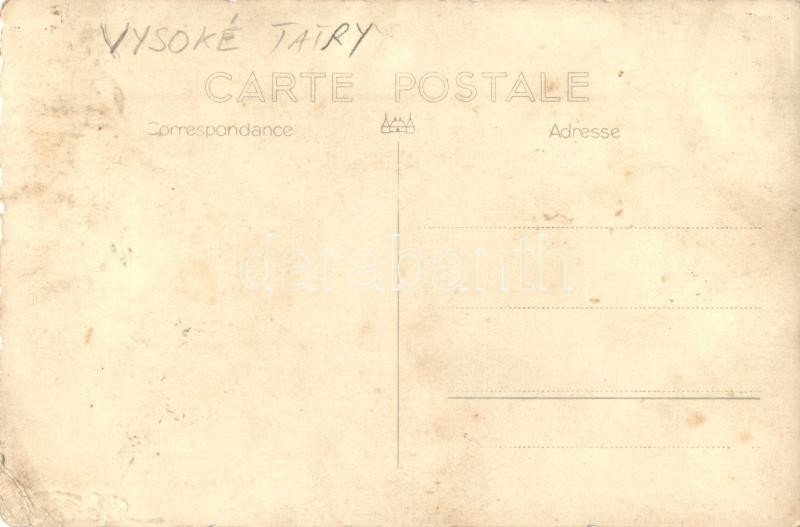 VYSOKÉ TATRY
CARTE POSTALE
Correspondance
Adresse
darabanth